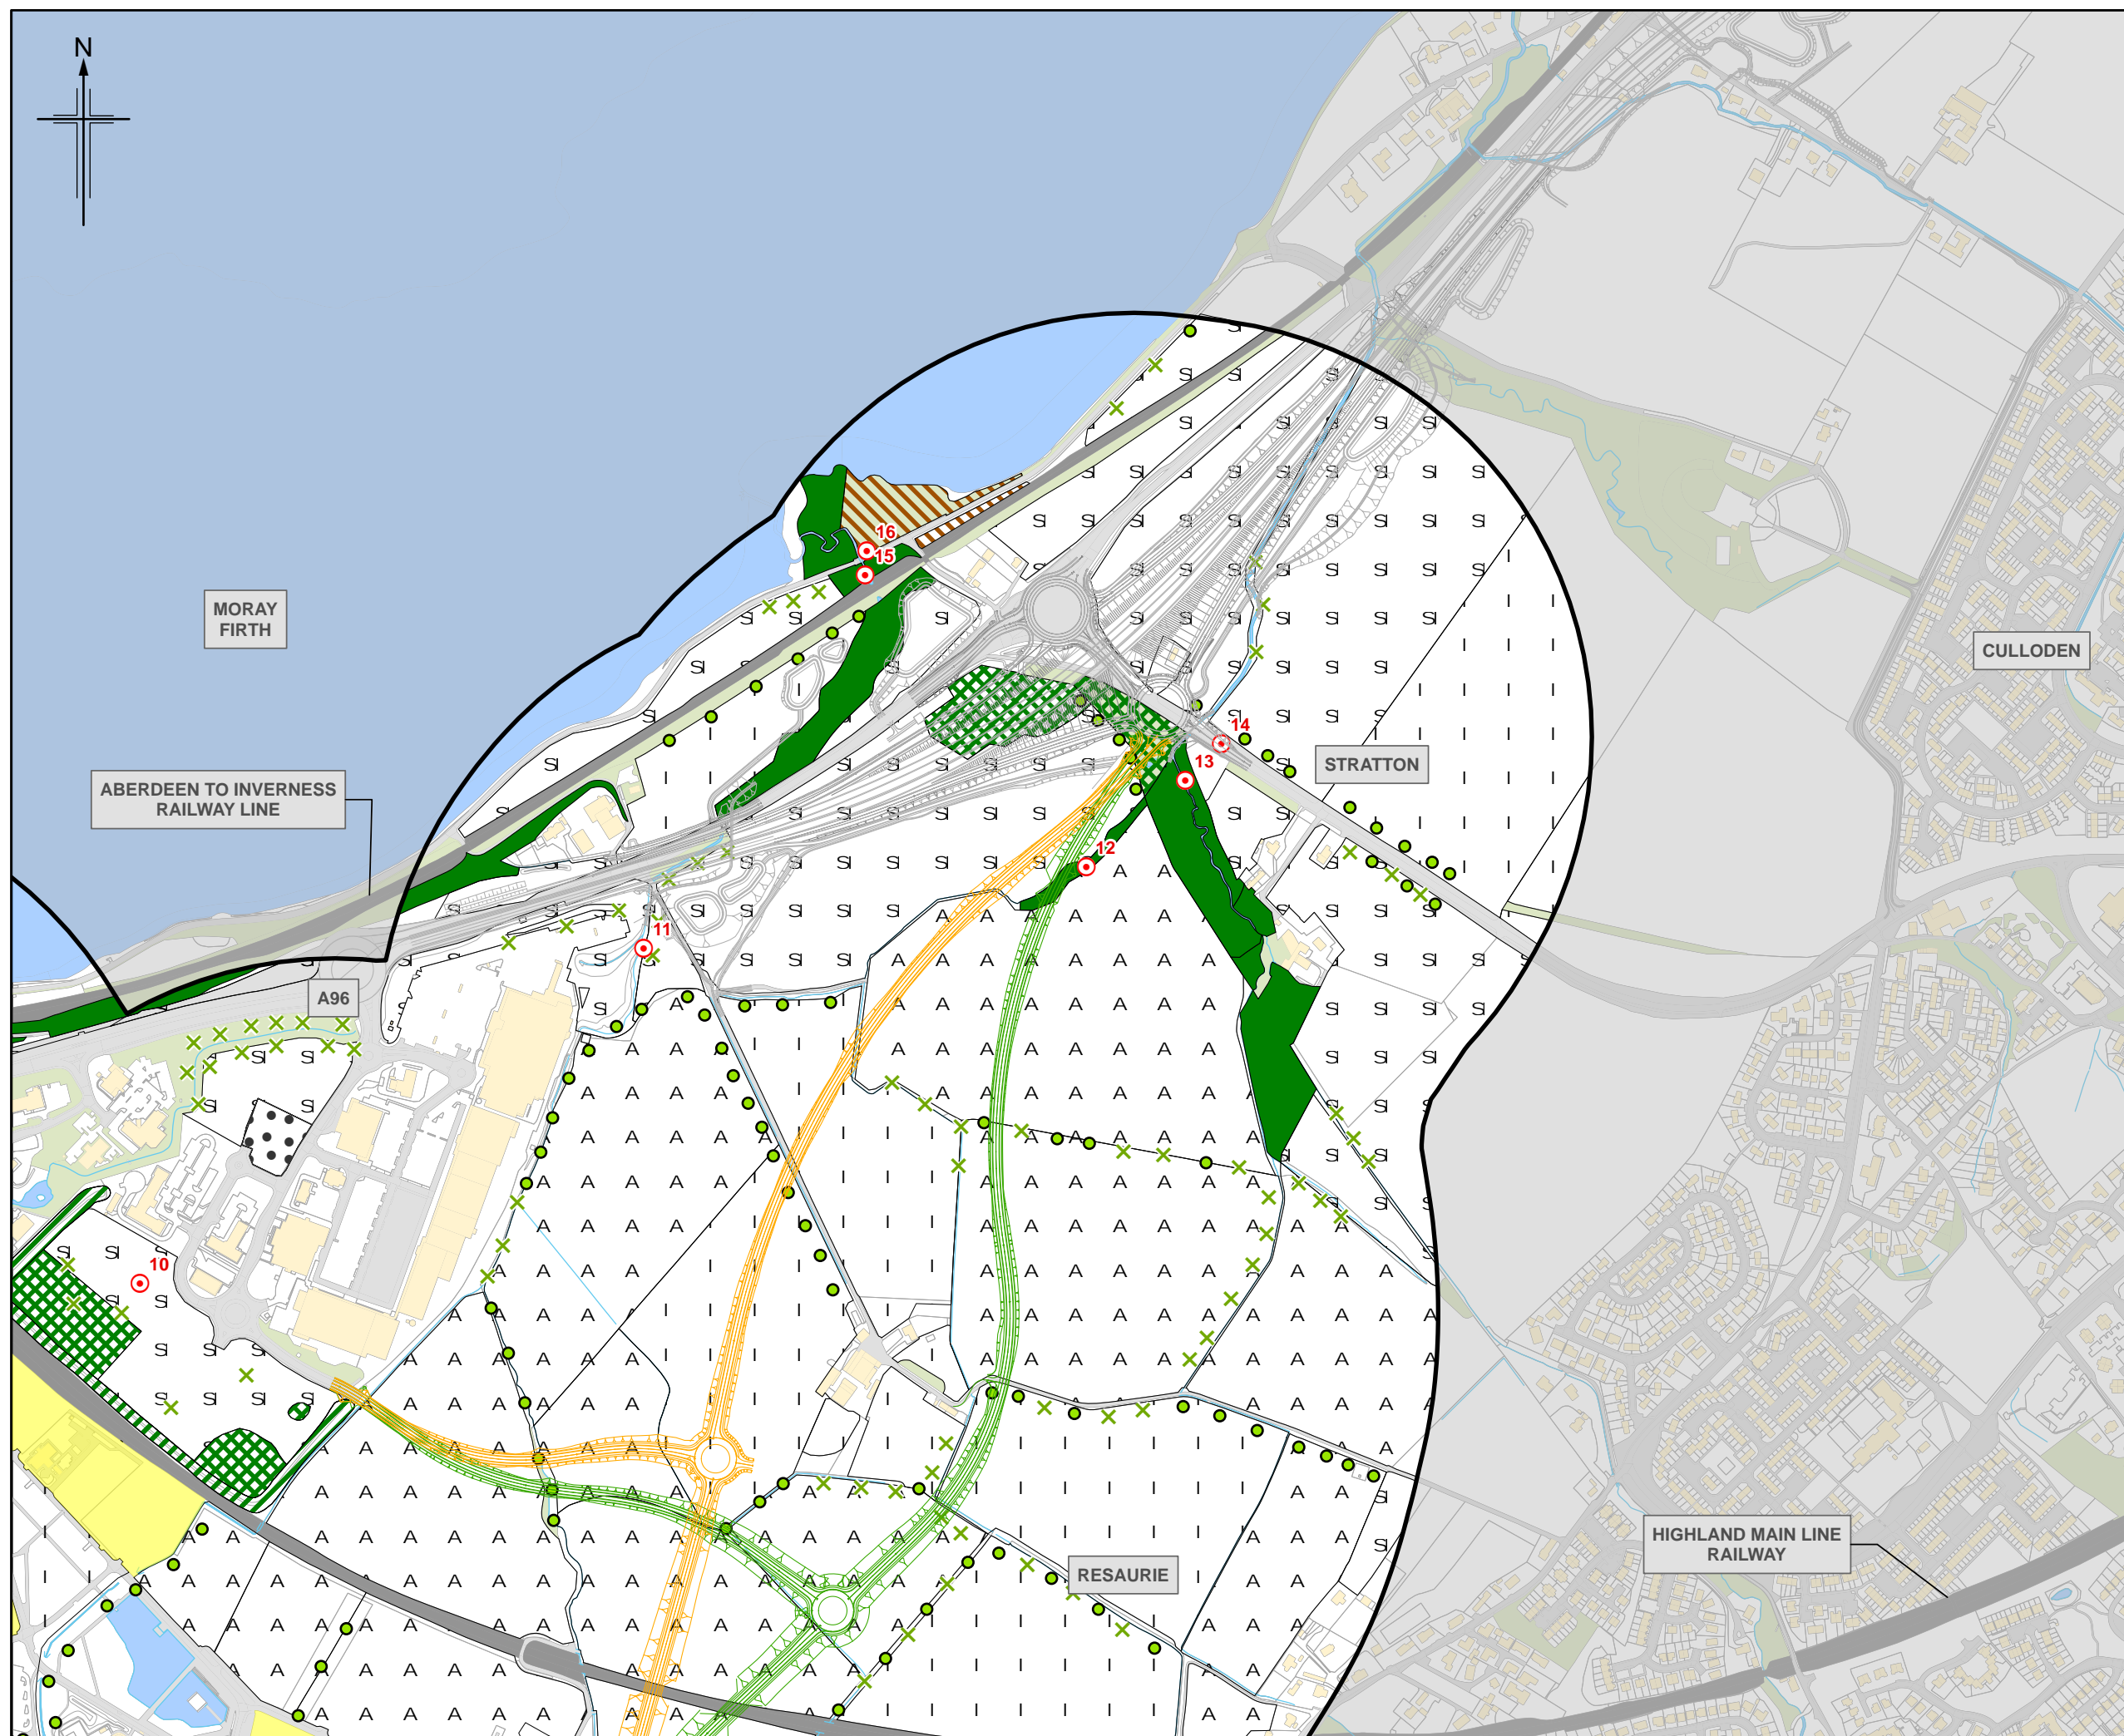 N
MORAY
FIRTH
16
15
CULLODEN
14
STRATTON
13
ABERDEEN TO INVERNESS
RAILWAY LINE
12
11
A96
10
HIGHLAND MAIN LINE
RAILWAY
RESAURIE